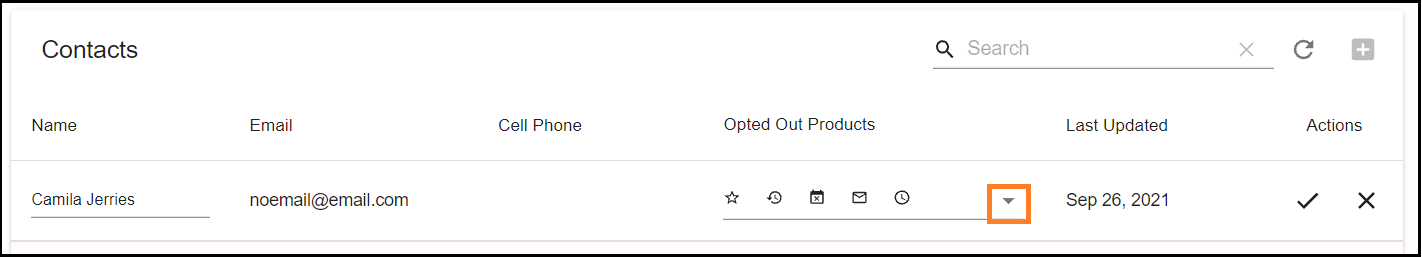 Contacts
Search
Name Email Cell Phone Opted Out Products Last Updated Actions
Camila Jerries noemail@email.com Sep 26, 2021